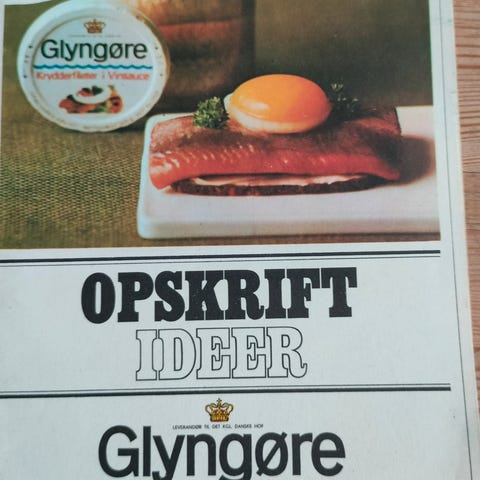 Glyngøre
Krydderfileter i Vinsauce
OPSKRIFT
IDEER
LEVERANDØR TIL DET KGL. DANSKE HOF
Glyngøre